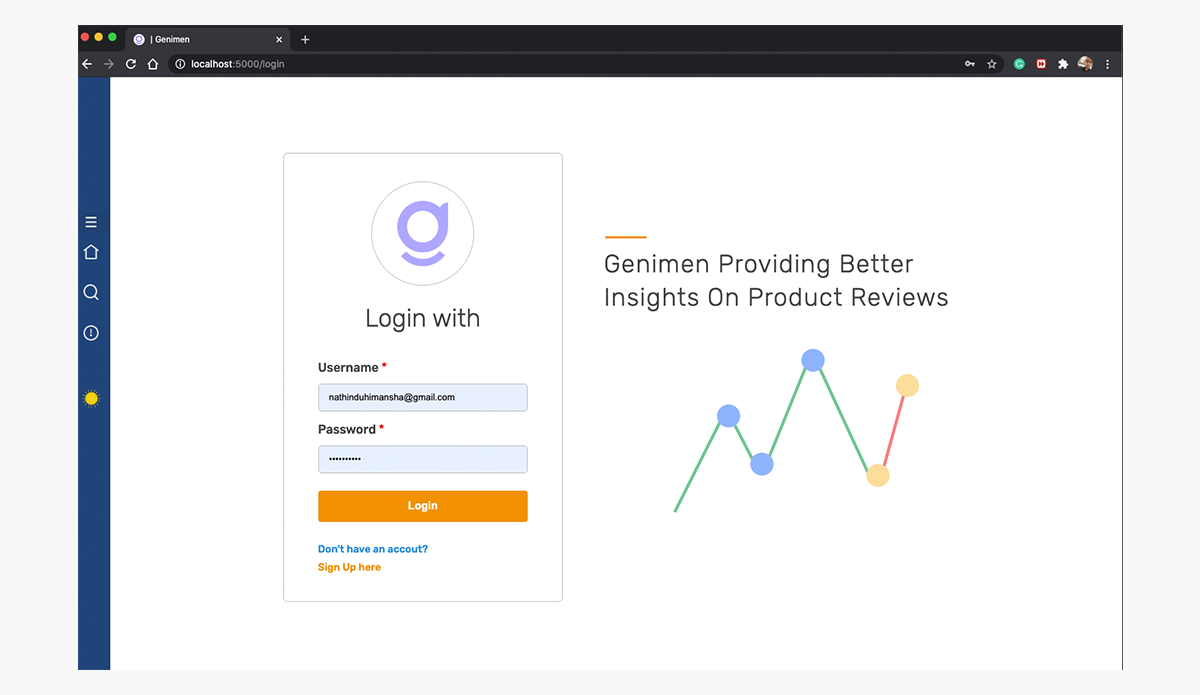 | Genimen
localhost:5000/login
Login with
Username *
nathinduhimansha@gmail.com
Password *
••••••••••
Login
Don't have an accout?
Sign Up here
Genimen Providing Better
Insights On Product Reviews